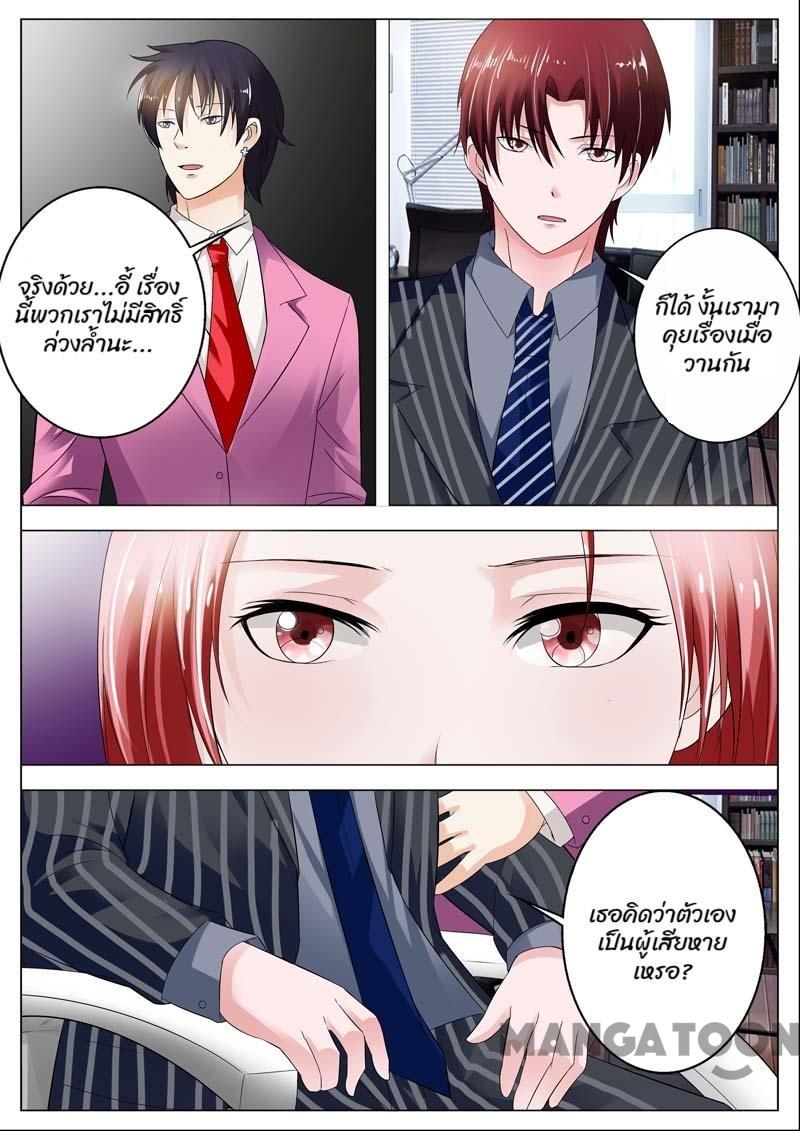 จริงด้วย...อี้ เรื่อง
นี้พวกเราไม่มีสิทธิ์
ล่วงล้ำนะ...
ก็ได้ งั้นเรามา
คุยเรื่องเมื่อ
วานกัน
เธอคิดว่าตัวเอง
เป็นผู้เสียหาย
เหรอ?
MANGATOON